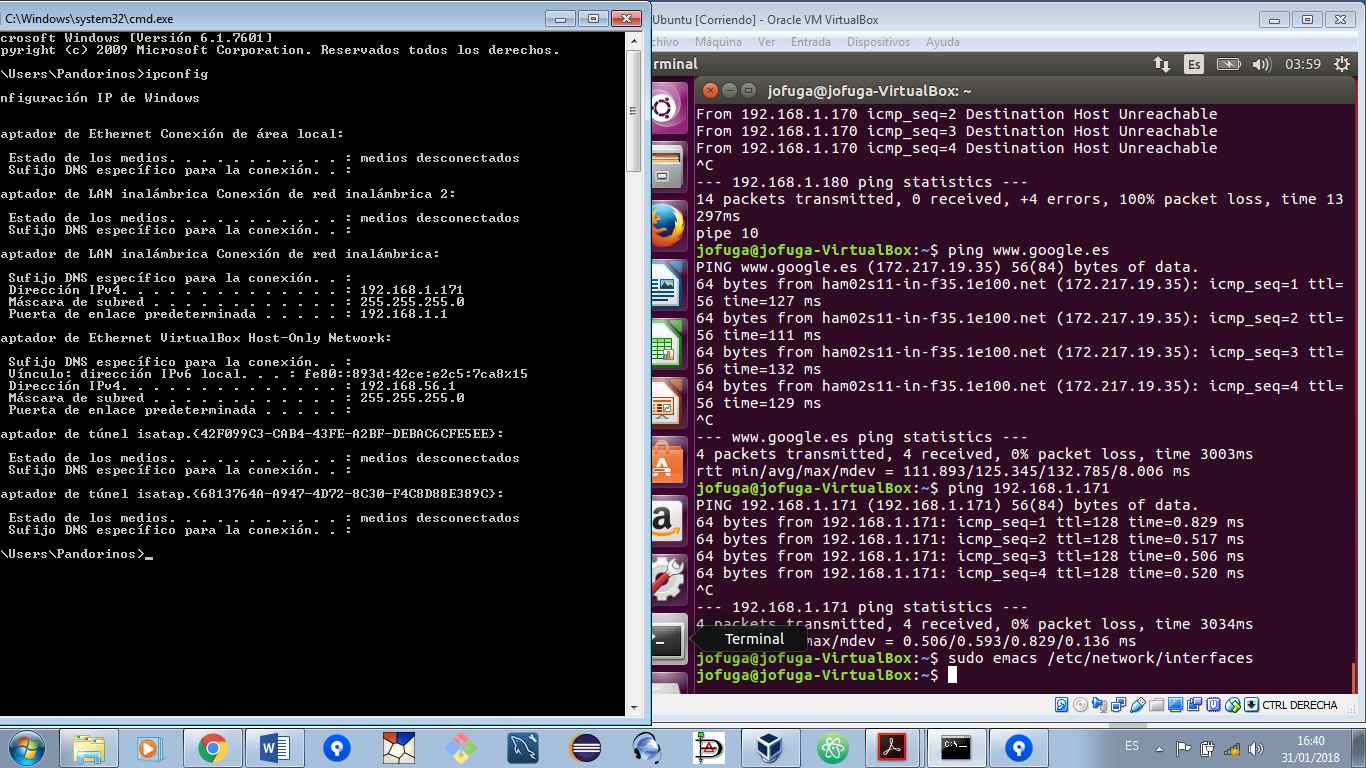 C:\Windows\system32\cmd.exe
crosoft Windows [Versión 6.1.7601]
pyright (c) 2009 Microsoft Corporation. Reservados todos los derechos.
\Users\Pandorinos>ipconfig
nfiguración IP de Windows
aptador de Ethernet Conexión de área local:
Estado de los medios. . . . . . . . . . . : medios desconectados
Sufijo DNS específico para la conexión. . :
aptador de LAN inalámbrica Conexión de red inalámbrica 2:
Estado de los medios. . . . . . . . . . . : medios desconectados
Sufijo DNS específico para la conexión. . :
aptador de LAN inalámbrica Conexión de red inalámbrica:
Sufijo DNS específico para la conexión. . :
Dirección IPv4. . . . . . . . . . . . . . : 192.168.1.171
Máscara de subred . . . . . . . . . . . . : 255.255.255.0
Puerta de enlace predeterminada . . . . . : 192.168.1.1
aptador de Ethernet VirtualBox Host-Only Network:
Sufijo DNS específico para la conexión. . :
Vínculo: dirección IPv6 local. . . : fe80::893d:42ce:e2c5:7ca8%15
Dirección IPv4. . . . . . . . . . . . . . : 192.168.56.1
Máscara de subred . . . . . . . . . . . . : 255.255.255.0
Puerta de enlace predeterminada . . . . . :
aptador de túnel isatap.{42F099C3-CAB4-43FE-A2BF-DEBAC6CFE5EE}:
Estado de los medios. . . . . . . . . . . : medios desconectados
Sufijo DNS específico para la conexión. . :
aptador de túnel isatap.{6813764A-A947-4D72-8C30-F4C8D88E389C}:
Estado de los medios. . . . . . . . . . . : medios desconectados
Sufijo DNS específico para la conexión. . :
\Users\Pandorinos>_
Ubuntu [Corriendo] - Oracle VM VirtualBox
chivo Máquina Ver Entrada Dispositivos Ayuda
rminal Es 03:59
jofuga@jofuga-VirtualBox: ~
From 192.168.1.170 icmp_seq=2 Destination Host Unreachable
From 192.168.1.170 icmp_seq=3 Destination Host Unreachable
From 192.168.1.170 icmp_seq=4 Destination Host Unreachable
^C
--- 192.168.1.180 ping statistics ---
14 packets transmitted, 0 received, +4 errors, 100% packet loss, time 13
297ms
pipe 10
jofuga@jofuga-VirtualBox:~$ ping www.google.es
PING www.google.es (172.217.19.35) 56(84) bytes of data.
64 bytes from ham02s11-in-f35.1e100.net (172.217.19.35): icmp_seq=1 ttl=
56 time=127 ms
64 bytes from ham02s11-in-f35.1e100.net (172.217.19.35): icmp_seq=2 ttl=
56 time=111 ms
64 bytes from ham02s11-in-f35.1e100.net (172.217.19.35): icmp_seq=3 ttl=
56 time=132 ms
64 bytes from ham02s11-in-f35.1e100.net (172.217.19.35): icmp_seq=4 ttl=
56 time=129 ms
^C
--- www.google.es ping statistics ---
4 packets transmitted, 4 received, 0% packet loss, time 3003ms
rtt min/avg/max/mdev = 111.893/125.345/132.785/8.006 ms
jofuga@jofuga-VirtualBox:~$ ping 192.168.1.171
PING 192.168.1.171 (192.168.1.171) 56(84) bytes of data.
64 bytes from 192.168.1.171: icmp_seq=1 ttl=128 time=0.829 ms
64 bytes from 192.168.1.171: icmp_seq=2 ttl=128 time=0.517 ms
64 bytes from 192.168.1.171: icmp_seq=3 ttl=128 time=0.506 ms
64 bytes from 192.168.1.171: icmp_seq=4 ttl=128 time=0.520 ms
^C
--- 192.168.1.171 ping statistics ---
4 packets transmitted, 4 received, 0% packet loss, time 3034ms
Terminal max/mdev = 0.506/0.593/0.829/0.136 ms
jofuga@jofuga-VirtualBox:~$ sudo emacs /etc/network/interfaces
jofuga@jofuga-VirtualBox:~$
CTRL DERECHA
ES
16:40
31/01/2018